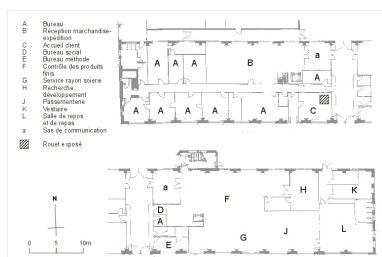 A Bureau
B Réception marchandise-
expédition
C Accueil client
D Bureau social
E Bureau méthode
F Contrôle des produits
finis
G Service rayon soierie
H Recherche,
développement
J Passementerie
K Vestiaire
L Salle de repos
et de repas
a Sas de communication
Rouet exposé
N
0 5 10m
A A A B a
A
A A A A A C
a F H K
D
A
E G J L